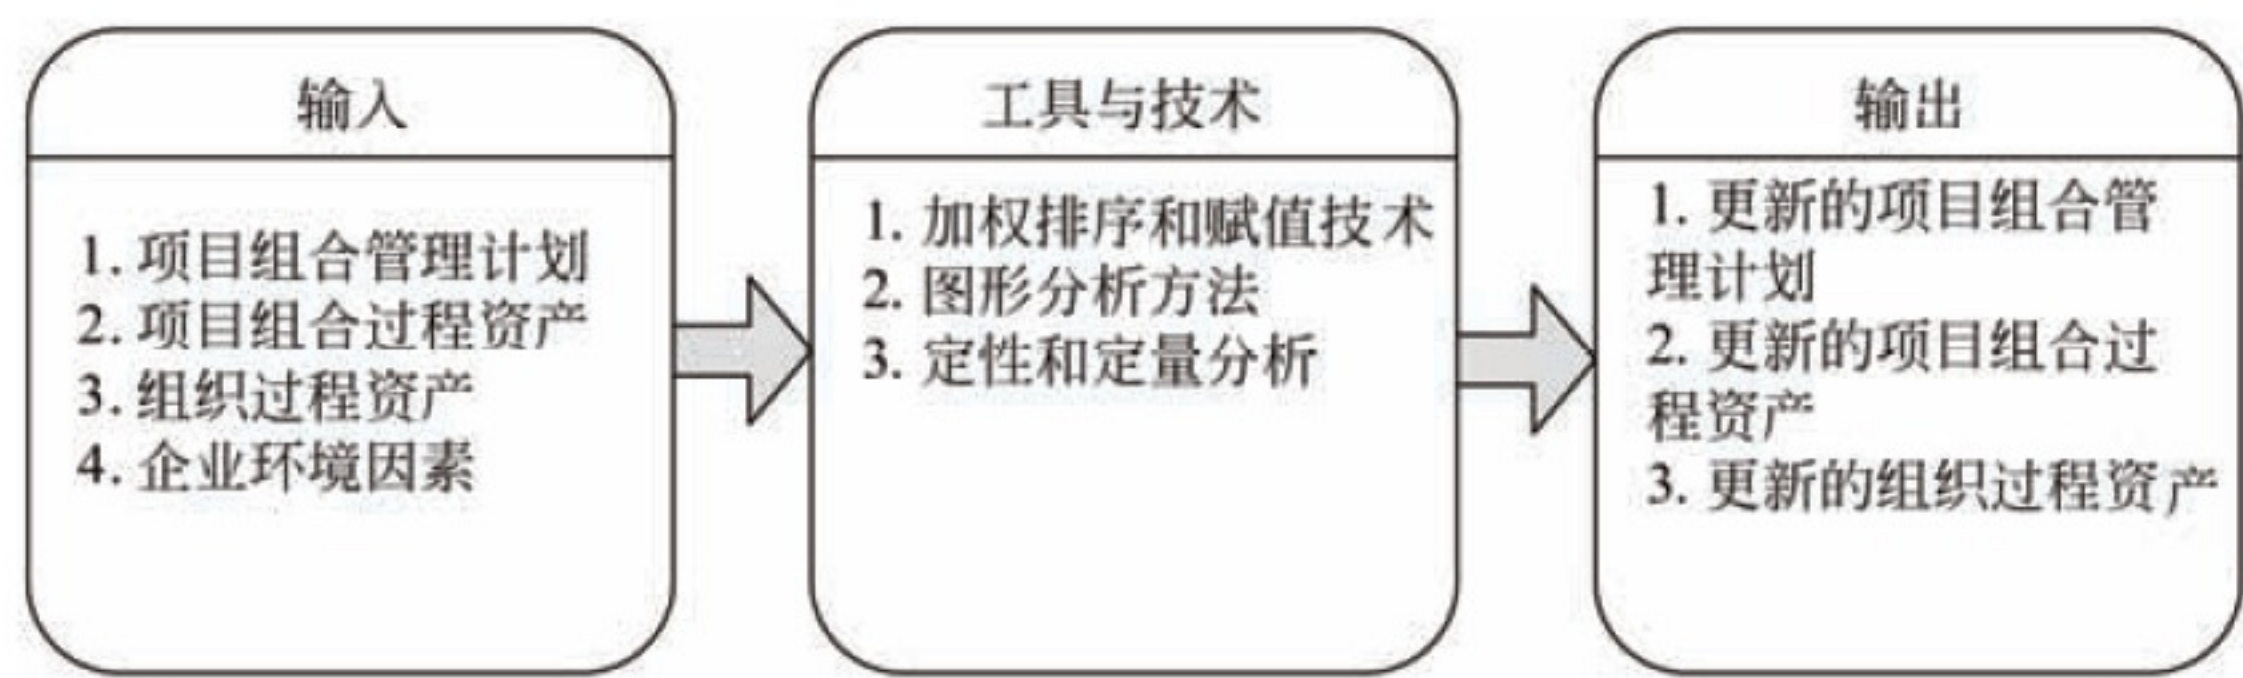 输入
1. 项目组合管理计划
2. 项目组合过程资产
3. 组织过程资产
4. 企业环境因素
工具与技术
1. 加权排序和赋值技术
2. 图形分析方法
3. 定性和定量分析
输出
1. 更新的项目组合管
理计划
2. 更新的项目组合过
程资产
3. 更新的组织过程资产